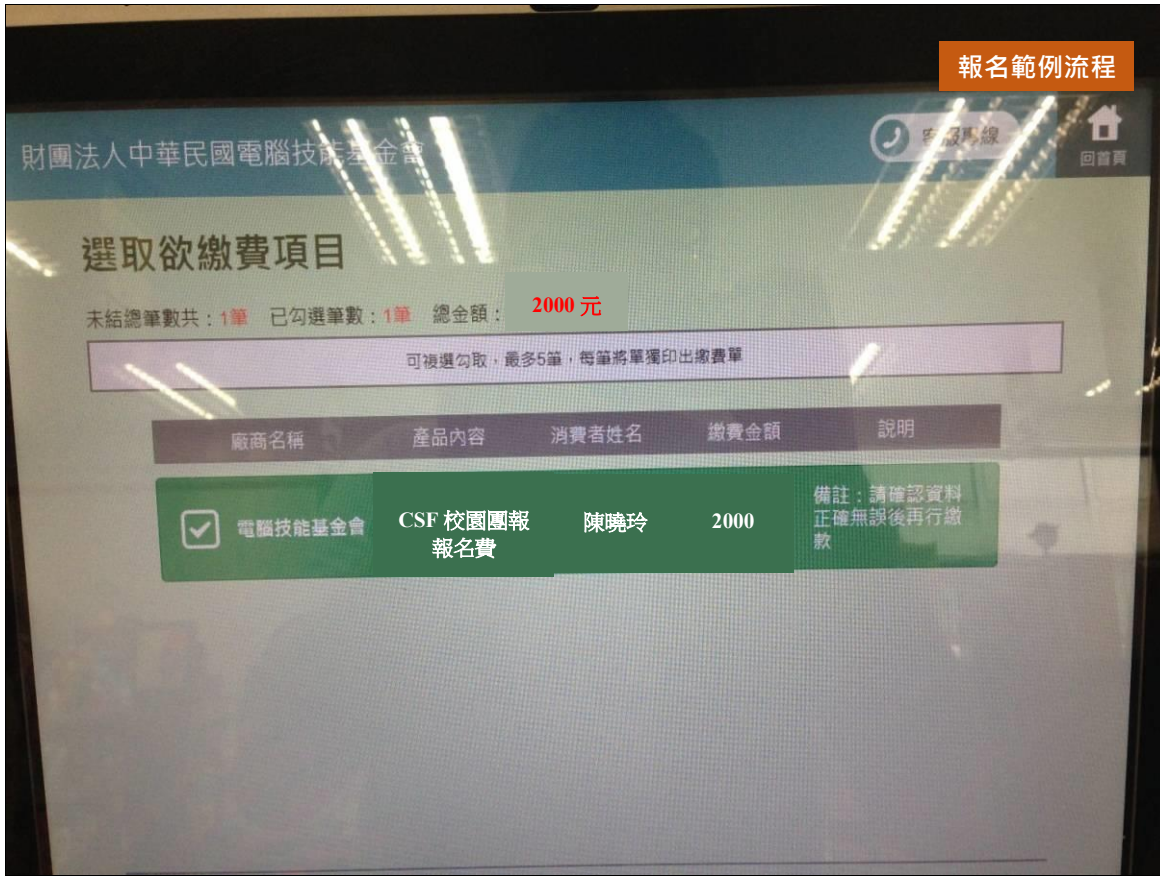 報名範例流程
財團法人中華民國電腦技能基金會
客服專線
回首頁
選取欲繳費項目
未結總筆數共：1筆 已勾選筆數：1筆 總金額： 2000 元
可複選勾取，最多5筆，每筆將單獨印出繳費單
廠商名稱 產品內容 消費者姓名 繳費金額 說明
電腦技能基金會 CSF 校園團報 陳曉玲 2000 備註：請確認資料
報名費 正確無誤後再行繳
款